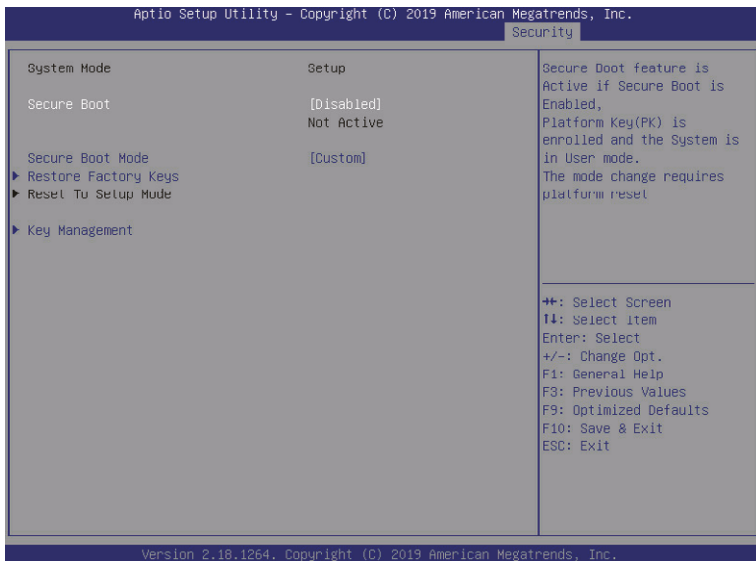 Aptio Setup Utility – Copyright (C) 2019 American Megatrends, Inc.
Security
System Mode Setup
Secure Boot [Disabled]
Not Active
Secure Boot Mode [Custom]
▶ Restore Factory Keys
▶ Reset To Setup Mode
▶ Key Management
Secure Boot feature is
Active if Secure Boot is
Enabled,
Platform Key(PK) is
enrolled and the System is
in User mode.
The mode change requires
platform reset
→←: Select Screen
↑↓: Select Item
Enter: Select
+/-: Change Opt.
F1: General Help
F3: Previous Values
F9: Optimized Defaults
F10: Save & Exit
ESC: Exit
Version 2.18.1264. Copyright (C) 2019 American Megatrends, Inc.